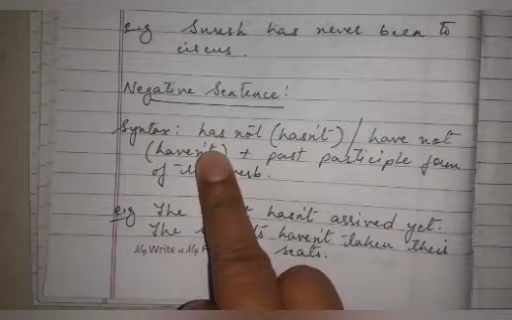 e.g Suresh has never been to
circus.
Negative Sentence:
Syntax: has not (hasn't) / have not
(haven't) + past participle form
of verb.
e.g The hasn't arrived yet.
The haven't taken their
seats.
My Write a My